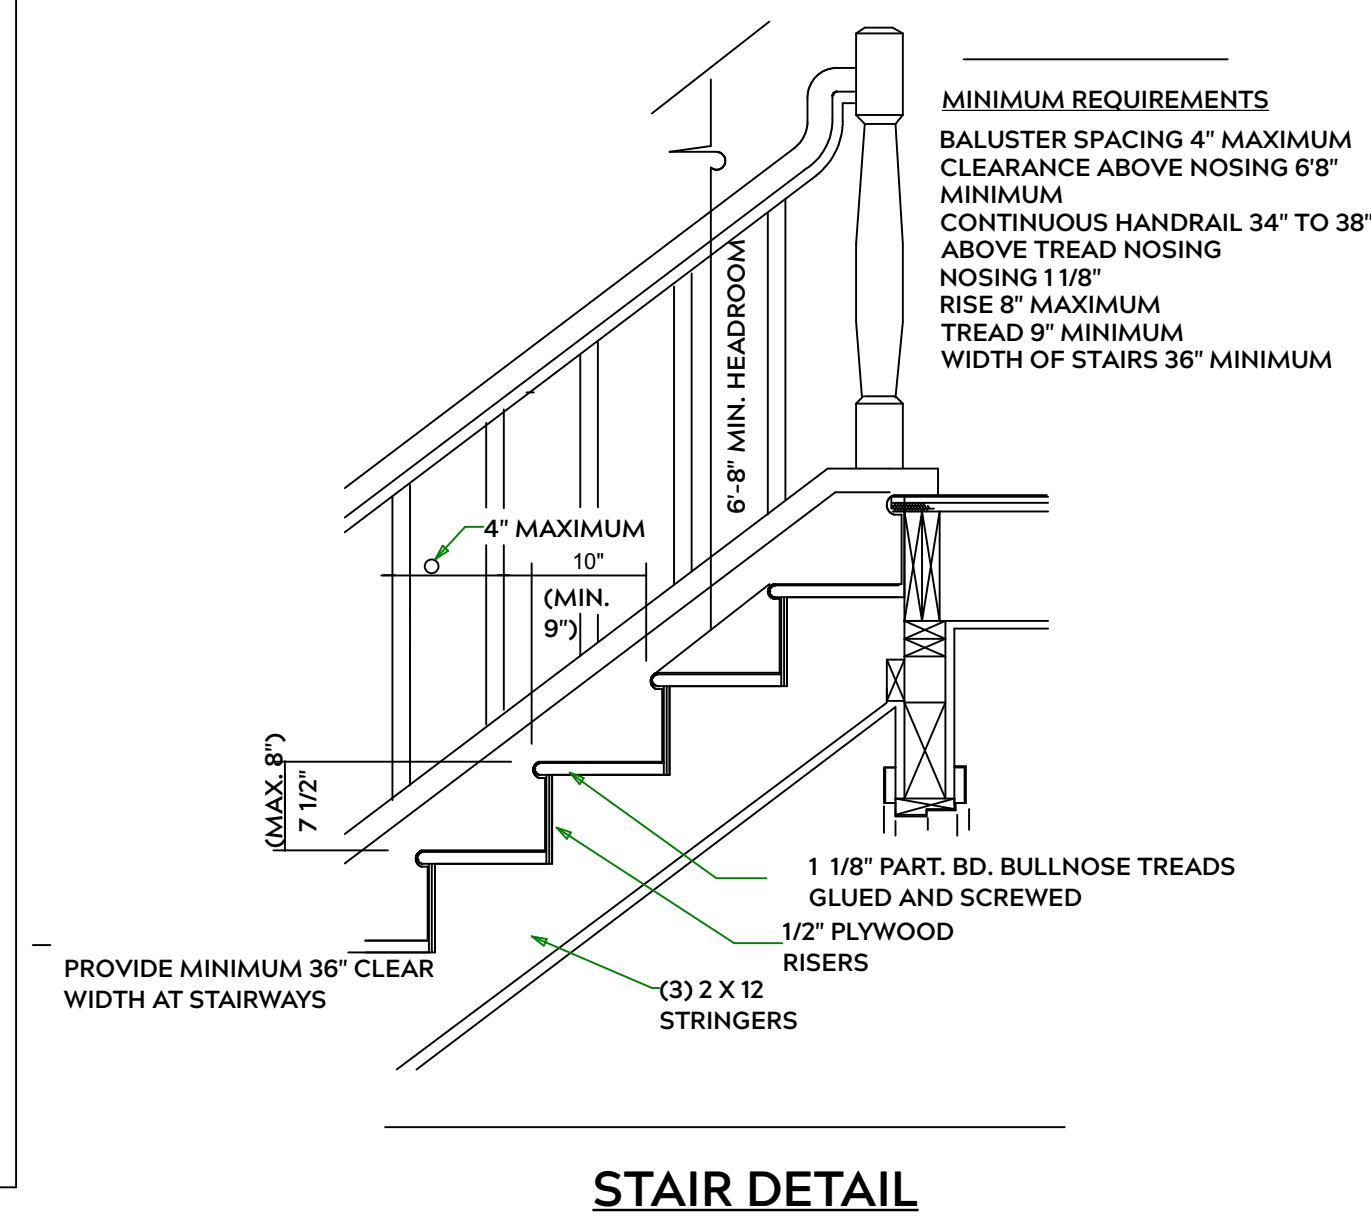 MINIMUM REQUIREMENTS
BALUSTER SPACING 4" MAXIMUM
CLEARANCE ABOVE NOSING 6'8"
MINIMUM
CONTINUOUS HANDRAIL 34" TO 38"
ABOVE TREAD NOSING
NOSING 1 1/8"
RISE 8" MAXIMUM
TREAD 9" MINIMUM
WIDTH OF STAIRS 36" MINIMUM
6'-8" MIN. HEADROOM
4" MAXIMUM
10"
(MIN.
9")
(MAX. 8")
7 1/2"
1 1/8" PART. BD. BULLNOSE TREADS
GLUED AND SCREWED
1/2" PLYWOOD
RISERS
PROVIDE MINIMUM 36" CLEAR
WIDTH AT STAIRWAYS
(3) 2 X 12
STRINGERS
STAIR DETAIL